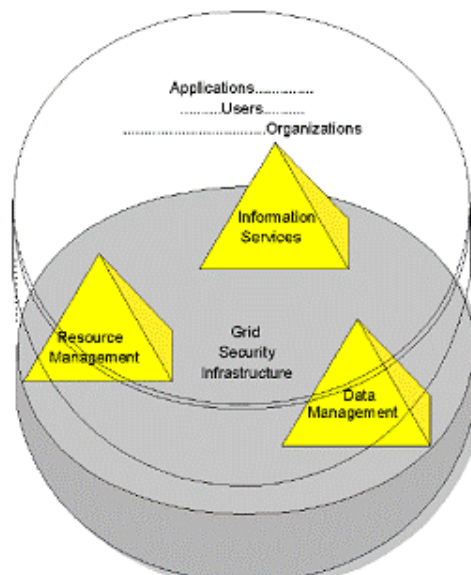 Applications...............
..........Users..........
.....................................Organizations
Information
Services
Resource
Management
Grid
Security
Infrastructure
Data
Management